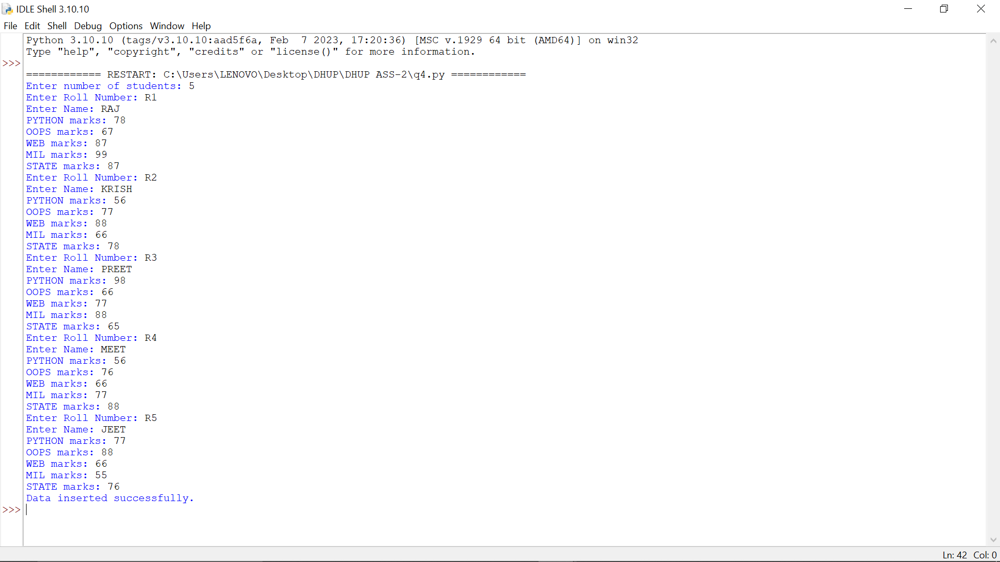 IDLE Shell 3.10.10
File Edit Shell Debug Options Window Help
Python 3.10.10 (tags/v3.10.10:aad5f6a, Feb  7 2023, 17:20:36) [MSC v.1929 64 bit (AMD64)] on win32
Type "help", "copyright", "credits" or "license()" for more information.
>>>
============ RESTART: C:\Users\LENOVO\Desktop\DHUP\DHUP ASS-2\q4.py ============
Enter number of students: 5
Enter Roll Number: R1
Enter Name: RAJ
PYTHON marks: 78
OOPS marks: 67
WEB marks: 87
MIL marks: 99
STATE marks: 87
Enter Roll Number: R2
Enter Name: KRISH
PYTHON marks: 56
OOPS marks: 77
WEB marks: 88
MIL marks: 66
STATE marks: 78
Enter Roll Number: R3
Enter Name: PREET
PYTHON marks: 98
OOPS marks: 66
WEB marks: 77
MIL marks: 88
STATE marks: 65
Enter Roll Number: R4
Enter Name: MEET
PYTHON marks: 56
OOPS marks: 76
WEB marks: 66
MIL marks: 77
STATE marks: 88
Enter Roll Number: R5
Enter Name: JEET
PYTHON marks: 77
OOPS marks: 88
WEB marks: 66
MIL marks: 55
STATE marks: 76
Data inserted successfully.
>>>
Ln: 42 Col: 0